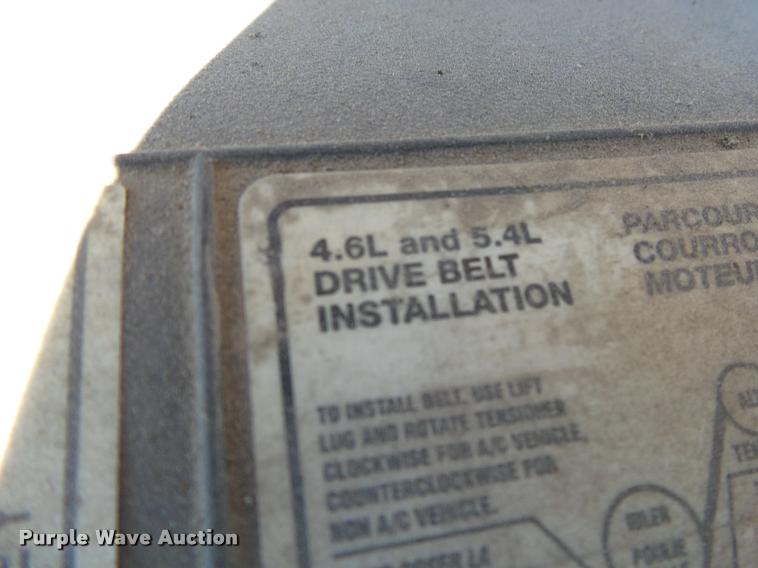 4.6L and 5.4L
DRIVE BELT
INSTALLATION
PARCOUR
COURRO
MOTEU
TO INSTALL BELT, USE LIFT
LUG AND ROTATE TENSIONER
CLOCKWISE FOR A/C VEHICLE,
COUNTERCLOCKWISE FOR
NON A/C VEHICLE.
IDLER
POULIE
TEN
Purple Wave Auction